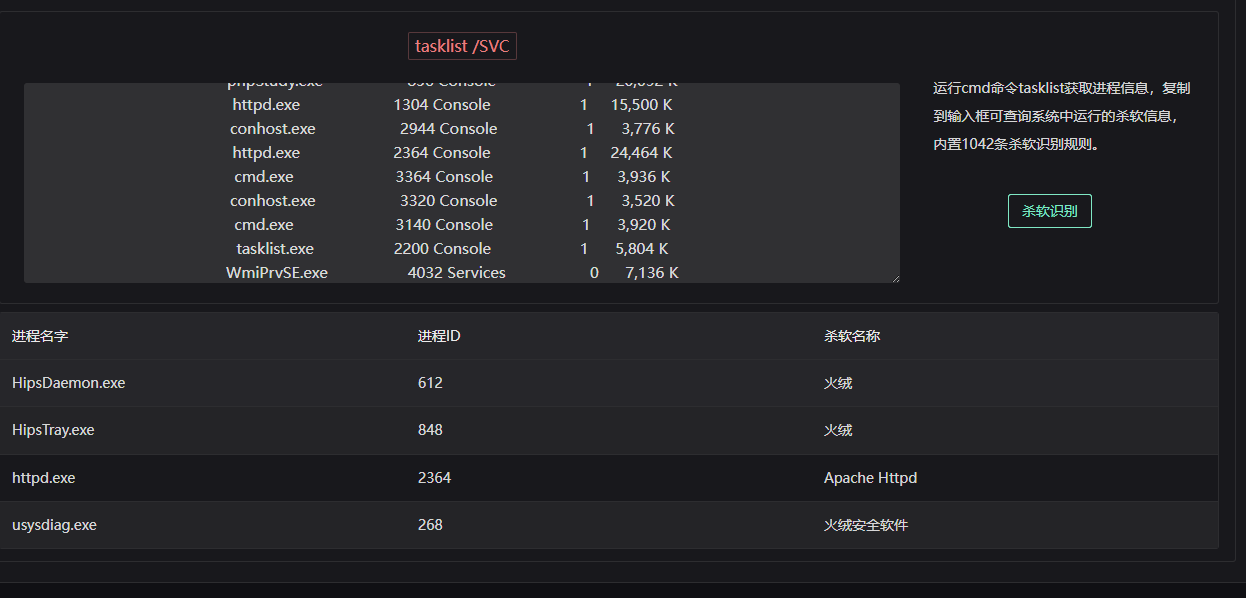 tasklist /SVC
httpd.exe 1304 Console 1 15,500 K
conhost.exe 2944 Console 1 3,776 K
httpd.exe 2364 Console 1 24,464 K
cmd.exe 3364 Console 1 3,936 K
conhost.exe 3320 Console 1 3,520 K
cmd.exe 3140 Console 1 3,920 K
tasklist.exe 2200 Console 1 5,804 K
WmiPrvSE.exe 4032 Services 0 7,136 K
运行cmd命令tasklist获取进程信息，复制
到输入框可查询系统中运行的杀软信息，
内置1042条杀软识别规则。
杀软识别
进程名字 进程ID 杀软名称
HipsDaemon.exe 612 火绒
HipsTray.exe 848 火绒
httpd.exe 2364 Apache Httpd
usysdiag.exe 268 火绒安全软件